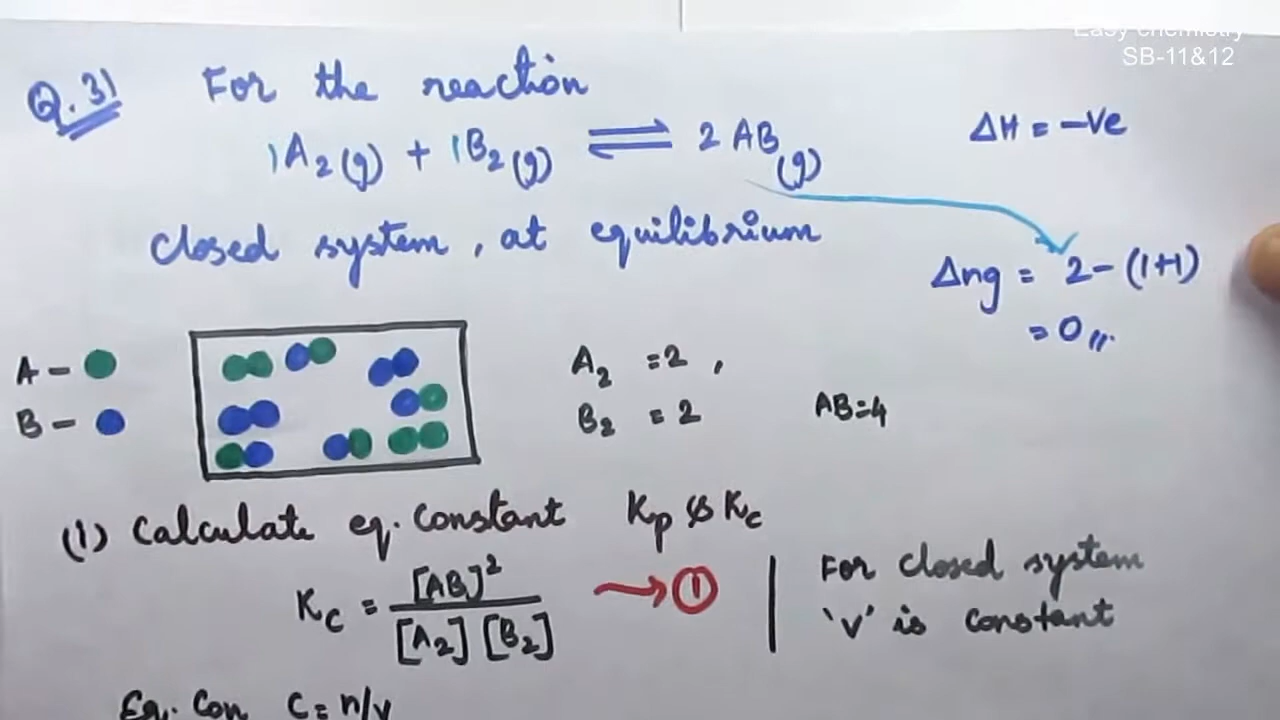 Easy chemistry
SB-11&12
Q.31 For the reaction
1A₂(g) + 1B₂(g) ⇌ 2 AB(g) ΔH = -Ve
closed system, at equilibrium
Δng = 2-(1+1)
= 0,,
A - A₂ = 2 ,
B - B₂ = 2 AB=4
(1) Calculate eq. constant Kp & Kc
Kc = [AB]² / [A₂] [B₂] → ①
For closed system
'V' is constant
Eq. Con C = n/V